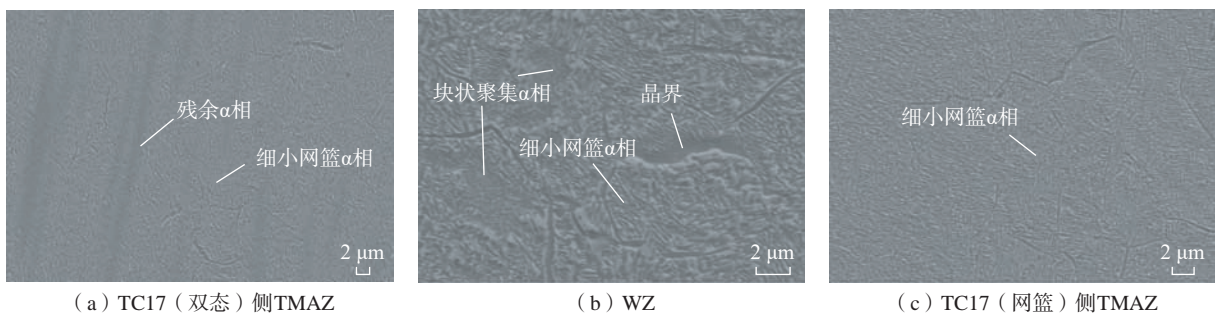 残余α相
细小网篮α相
2 μm
(a)TC17(双态)侧TMAZ
块状聚集α相
晶界
细小网篮α相
2 μm
(b)WZ
细小网篮α相
2 μm
(c)TC17(网篮)侧TMAZ